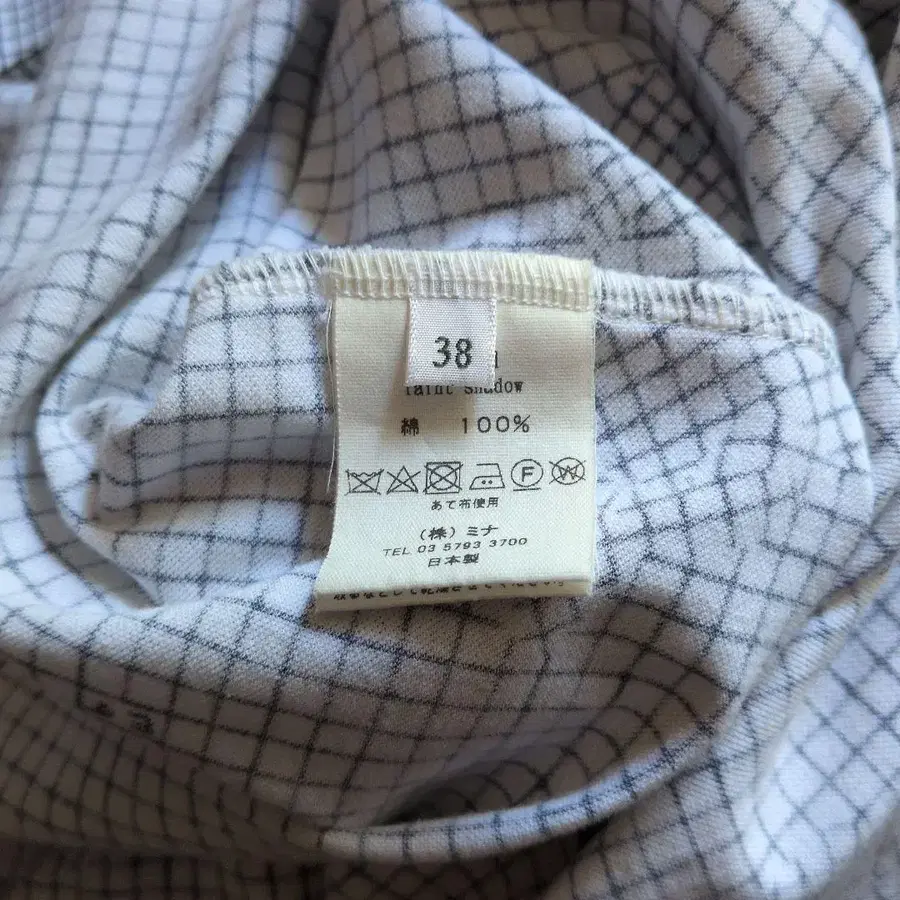 38
faint Shadow
綿 100%
F
W
あて布使用
(株) ミナ
TEL 03 5793 3700
日本製